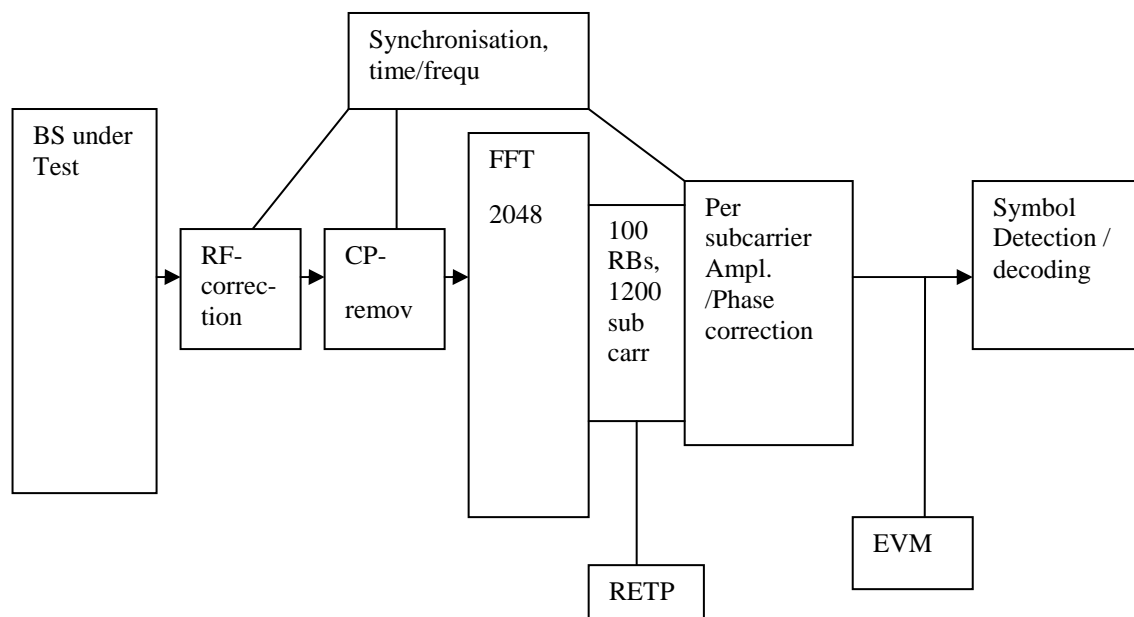 Synchronisation,
time/frequ
BS under
Test
FFT
2048
Per
subcarrier
Ampl.
/Phase
correction
Symbol
Detection /
decoding
RF-
correc-
tion
CP-
remov
100
RBs,
1200
sub
carr
EVM
RETP